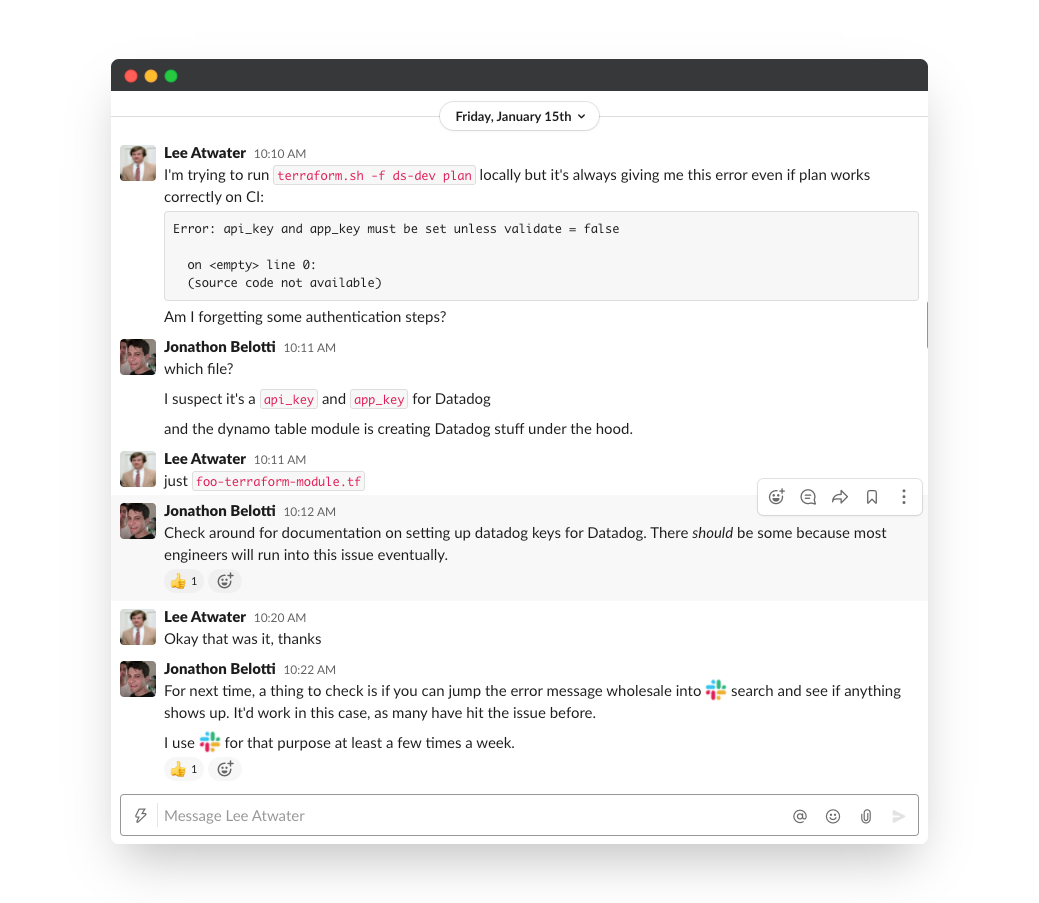 Friday, January 15th
Lee Atwater 10:10 AM
I'm trying to run terraform.sh -f ds-dev plan locally but it's always giving me this error even if plan works
correctly on CI:
Error: api_key and app_key must be set unless validate = false
on <empty> line 0:
(source code not available)
Am I forgetting some authentication steps?
Jonathon Belotti 10:11 AM
which file?
I suspect it's a api_key and app_key for Datadog
and the dynamo table module is creating Datadog stuff under the hood.
Lee Atwater 10:11 AM
just foo-terraform-module.tf
Jonathon Belotti 10:12 AM
Check around for documentation on setting up datadog keys for Datadog. There should be some because most
engineers will run into this issue eventually.
1
Lee Atwater 10:20 AM
Okay that was it, thanks
Jonathon Belotti 10:22 AM
For next time, a thing to check is if you can jump the error message wholesale into search and see if anything
shows up. It'd work in this case, as many have hit the issue before.
I use for that purpose at least a few times a week.
1
Message Lee Atwater